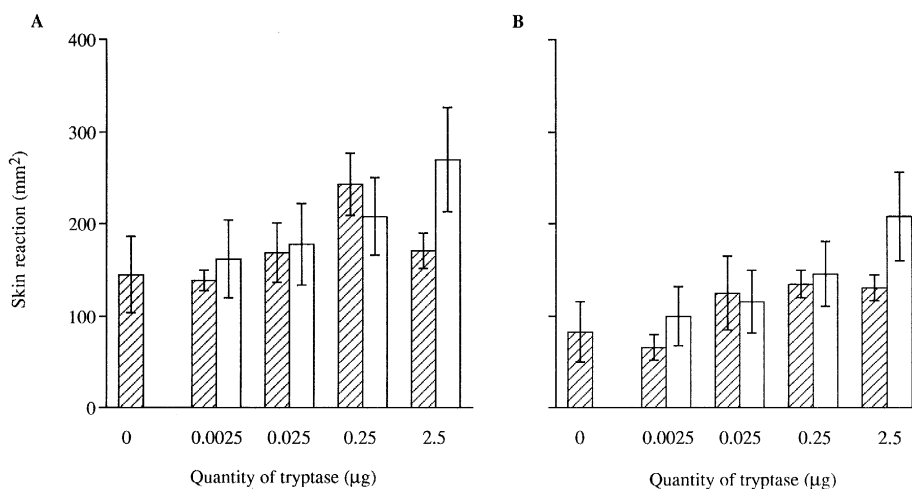 A
B
400
300
200
100
0
Skin reaction (mm²)
0 0.0025 0.025 0.25 2.5
0 0.0025 0.025 0.25 2.5
Quantity of tryptase (μg)
Quantity of tryptase (μg)